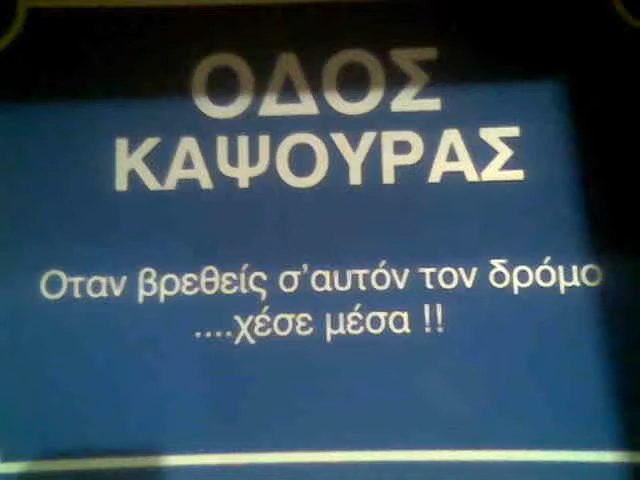 ΟΔΟΣ
ΚΑΨΟΥΡΑΣ
Οταν βρεθείς σ'αυτόν τον δρόμο
....χέσε μέσα !!